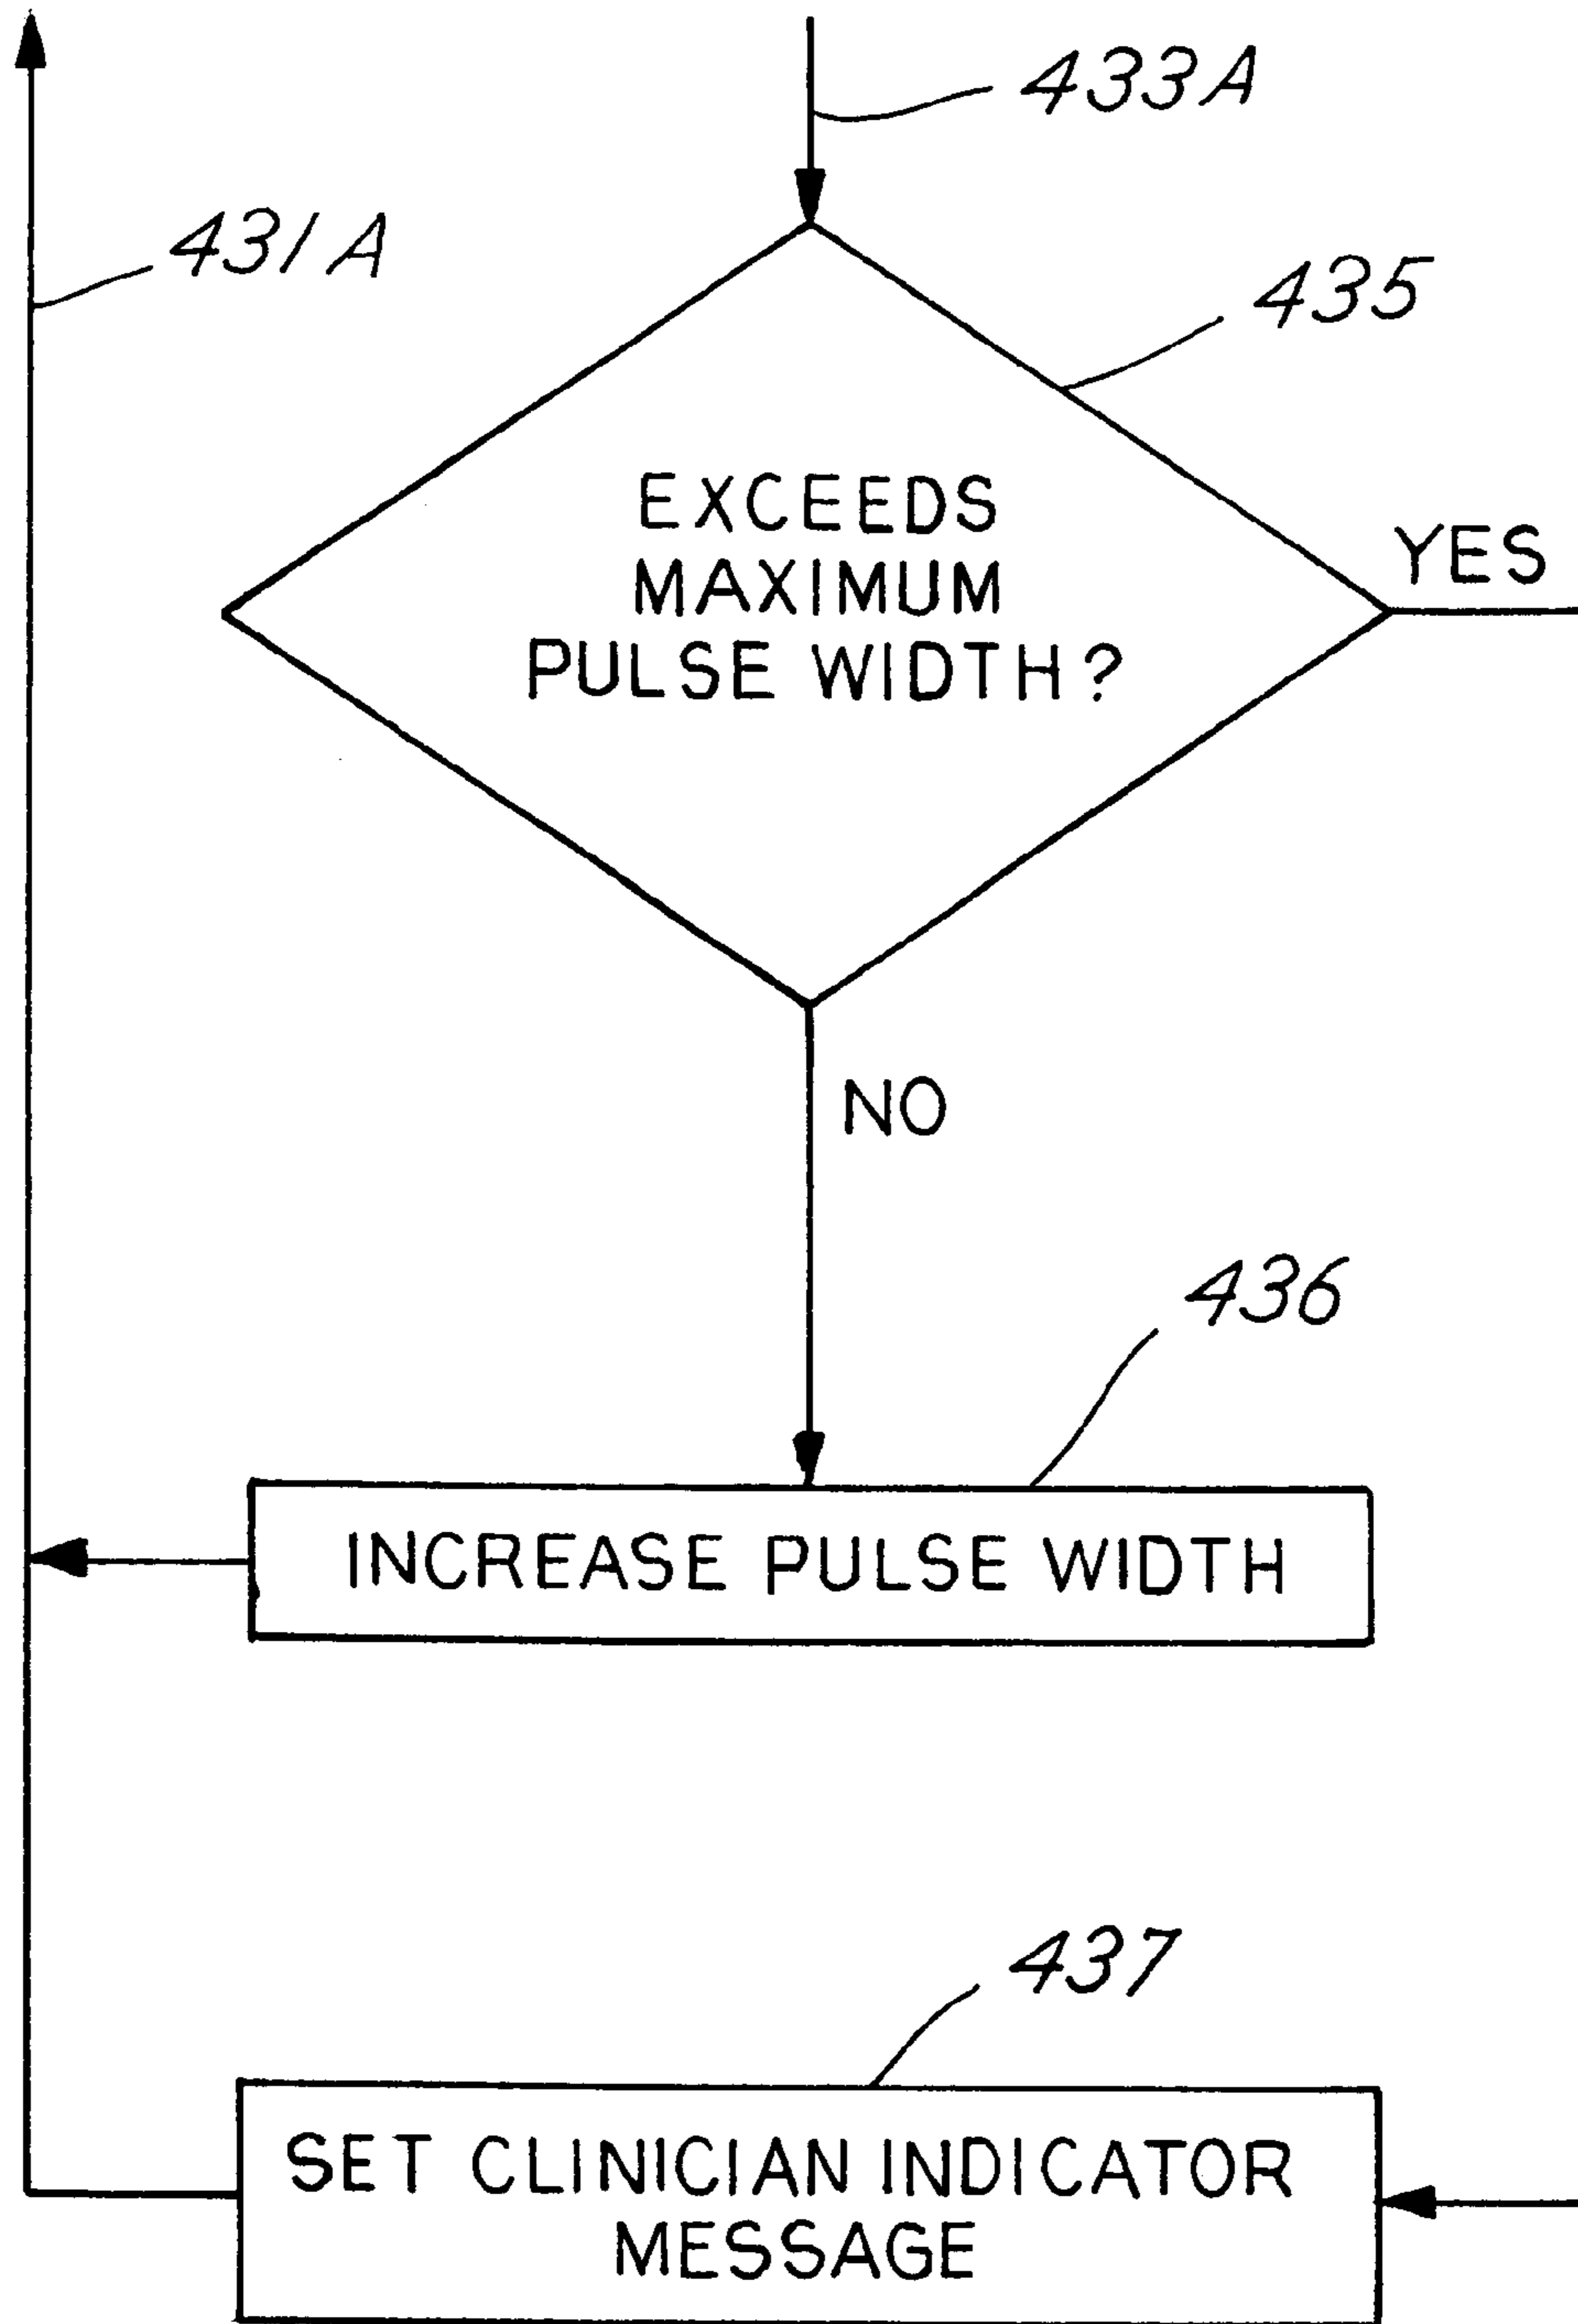 433A
431A
435
EXCEEDS
MAXIMUM
PULSE WIDTH?
YES
NO
436
INCREASE PULSE WIDTH
437
SET CLINICIAN INDICATOR
MESSAGE